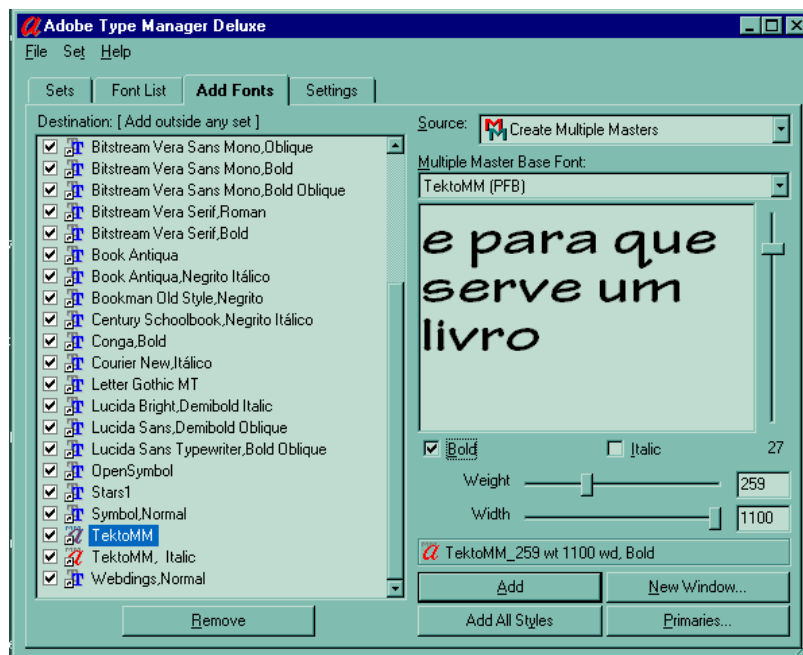 Adobe Type Manager Deluxe
File Set Help
Sets Font List Add Fonts Settings
Destination: [ Add outside any set ]
Bitstream Vera Sans Mono,Oblique
Bitstream Vera Sans Mono,Bold
Bitstream Vera Sans Mono,Bold Oblique
Bitstream Vera Serif,Roman
Bitstream Vera Serif,Bold
Book Antiqua
Book Antiqua,Negrito Itálico
Bookman Old Style,Negrito
Century Schoolbook,Negrito Itálico
Conga,Bold
Courier New,Itálico
Letter Gothic MT
Lucida Bright,Demibold Italic
Lucida Sans,Demibold Oblique
Lucida Sans Typewriter,Bold Oblique
OpenSymbol
Stars1
Symbol,Normal
TektoMM
TektoMM, Italic
Webdings,Normal
Remove
Source: Create Multiple Masters
Multiple Master Base Font:
TektoMM (PFB)
e para que
serve um
livro
Bold Italic 27
Weight 259
Width 1100
TektoMM_259 wt 1100 wd, Bold
Add New Window...
Add All Styles Primaries...